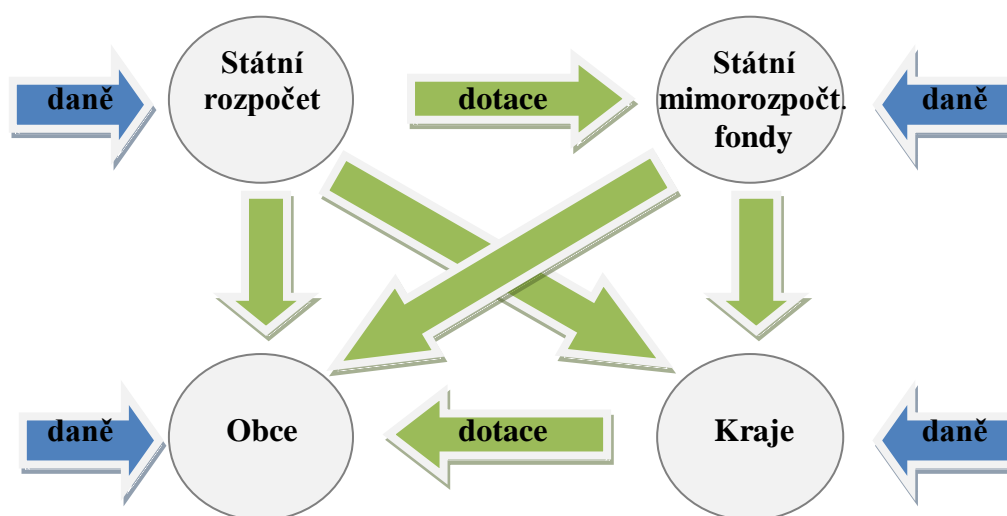 Státní
rozpočet
Státní
mimorozpočt.
fondy
daně
dotace
daně
Obce
Kraje
daně
dotace
daně